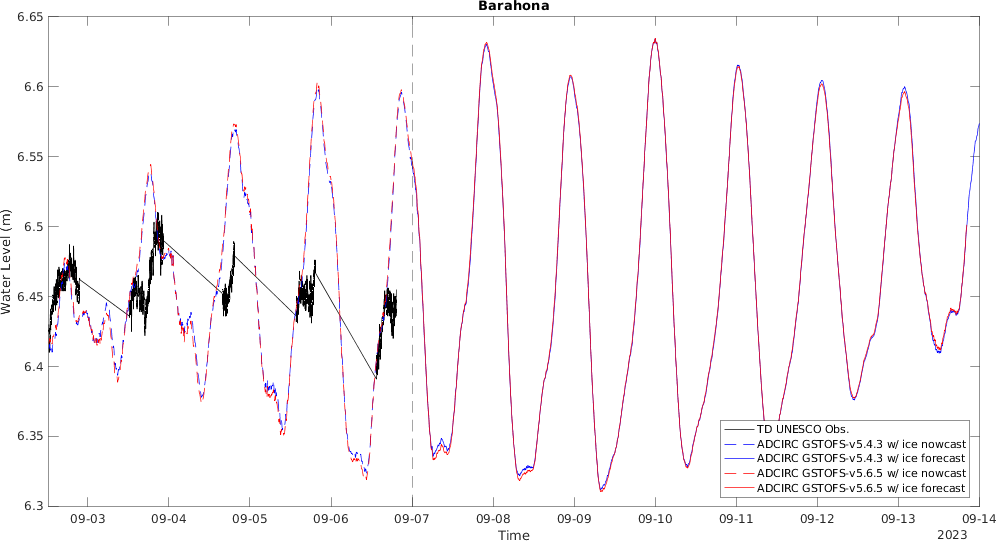 Barahona
Water Level (m)
6.65
6.6
6.55
6.5
6.45
6.4
6.35
6.3
TD UNESCO Obs.
ADCIRC GSTOFS-v5.4.3 w/ ice nowcast
ADCIRC GSTOFS-v5.4.3 w/ ice forecast
ADCIRC GSTOFS-v5.6.5 w/ ice nowcast
ADCIRC GSTOFS-v5.6.5 w/ ice forecast
09-03 09-04 09-05 09-06 09-07 09-08 09-09 09-10 09-11 09-12 09-13 09-14
Time
2023